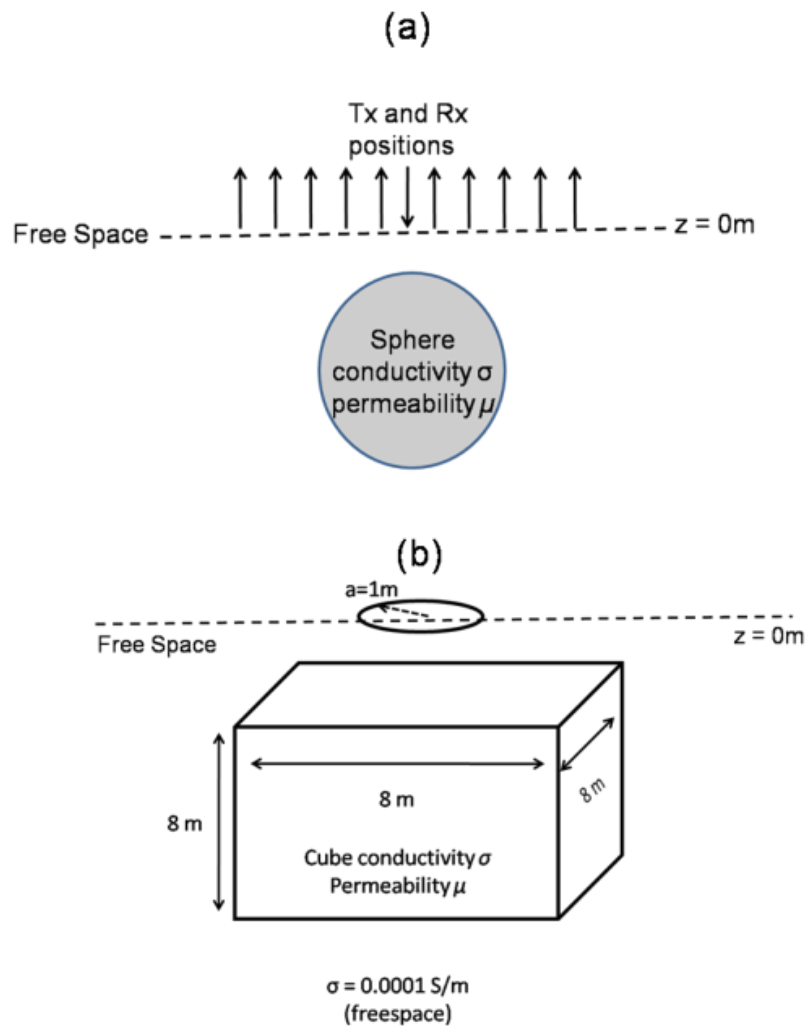 (a)
Tx and Rx
positions
Free Space
z = 0m
Sphere
conductivity σ
permeability μ
(b)
a=1m
Free Space
z = 0m
8 m
8 m
8 m
Cube conductivity σ
Permeability μ
σ = 0.0001 S/m
(freespace)